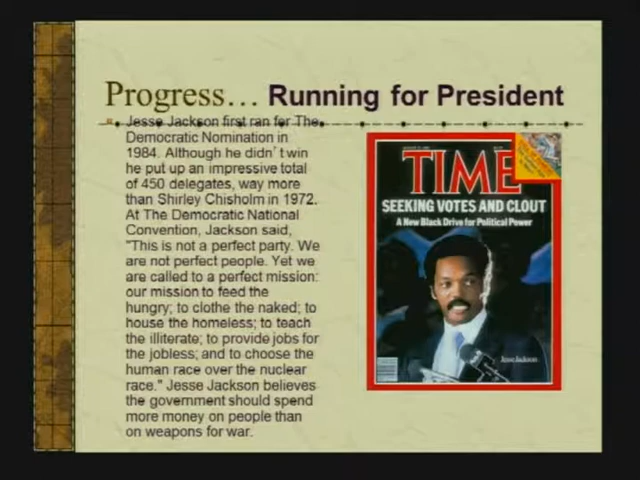 Progress… Running for President
Jesse Jackson first ran for The
Democratic Nomination in
1984. Although he didn't win
he put up an impressive total
of 450 delegates, way more
than Shirley Chisholm in 1972.
At The Democratic National
Convention, Jackson said,
"This is not a perfect party. We
are not perfect people. Yet we
are called to a perfect mission:
our mission to feed the
hungry; to clothe the naked; to
house the homeless; to teach
the illiterate; to provide jobs for
the jobless; and to choose the
human race over the nuclear
race." Jesse Jackson believes
the government should spend
more money on people than
on weapons for war.
TIME
SEEKING VOTES AND CLOUT
A New Black Drive for Political Power
Jesse Jackson